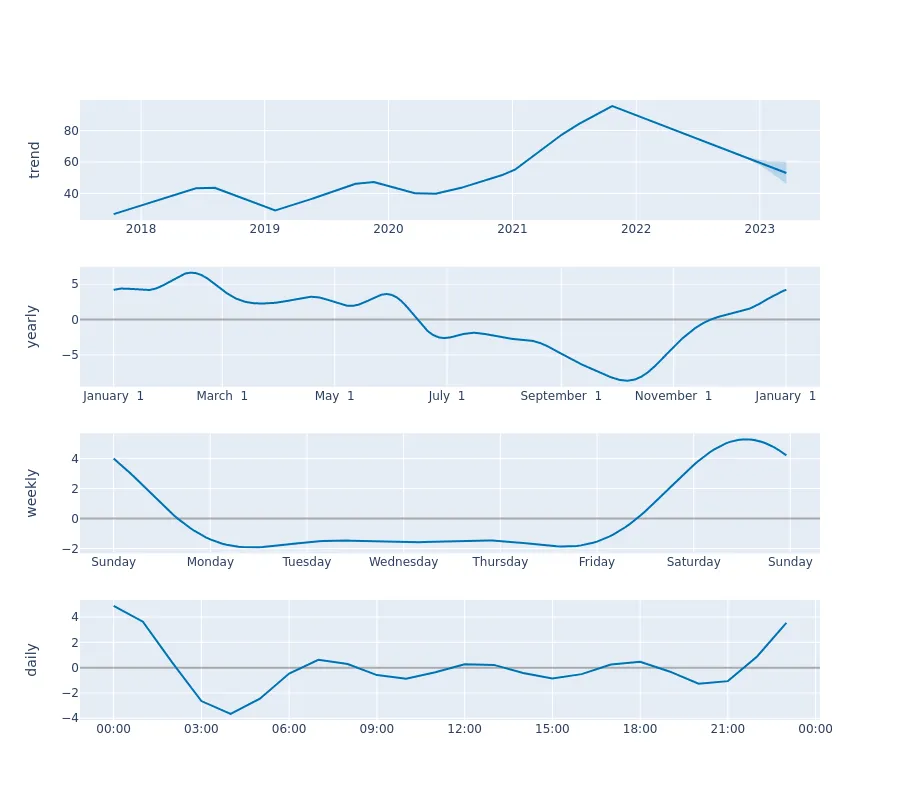 trend
80
60
40
2018 2019 2020 2021 2022 2023
yearly
5
0
−5
January 1 March 1 May 1 July 1 September 1 November 1 January 1
weekly
4
2
0
−2
Sunday Monday Tuesday Wednesday Thursday Friday Saturday Sunday
daily
4
2
0
−2
−4
00:00 03:00 06:00 09:00 12:00 15:00 18:00 21:00 00:00